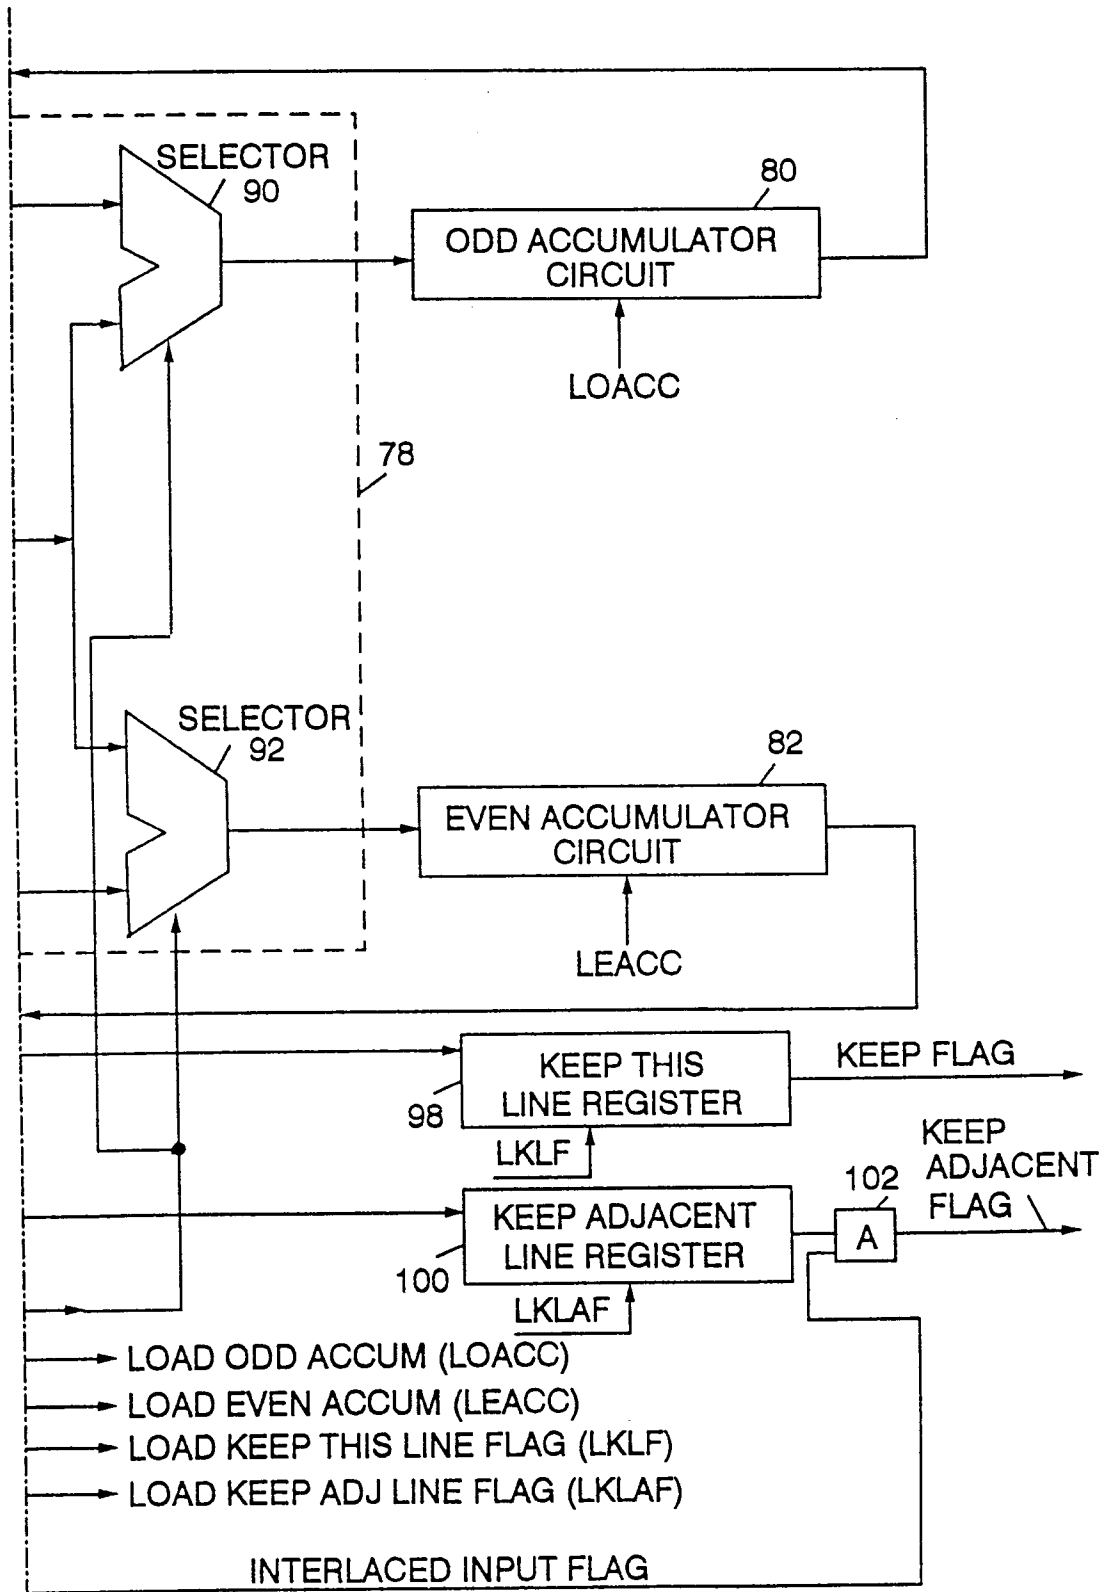 SELECTOR
90
80
ODD ACCUMULATOR
CIRCUIT
LOACC
78
SELECTOR
92
82
EVEN ACCUMULATOR
CIRCUIT
LEACC
KEEP THIS
LINE REGISTER
98
LKLF
KEEP FLAG
KEEP
ADJACENT
FLAG
102
A
KEEP ADJACENT
LINE REGISTER
100
LKLAF
LOAD ODD ACCUM (LOACC)
LOAD EVEN ACCUM (LEACC)
LOAD KEEP THIS LINE FLAG (LKLF)
LOAD KEEP ADJ LINE FLAG (LKLAF)
INTERLACED INPUT FLAG